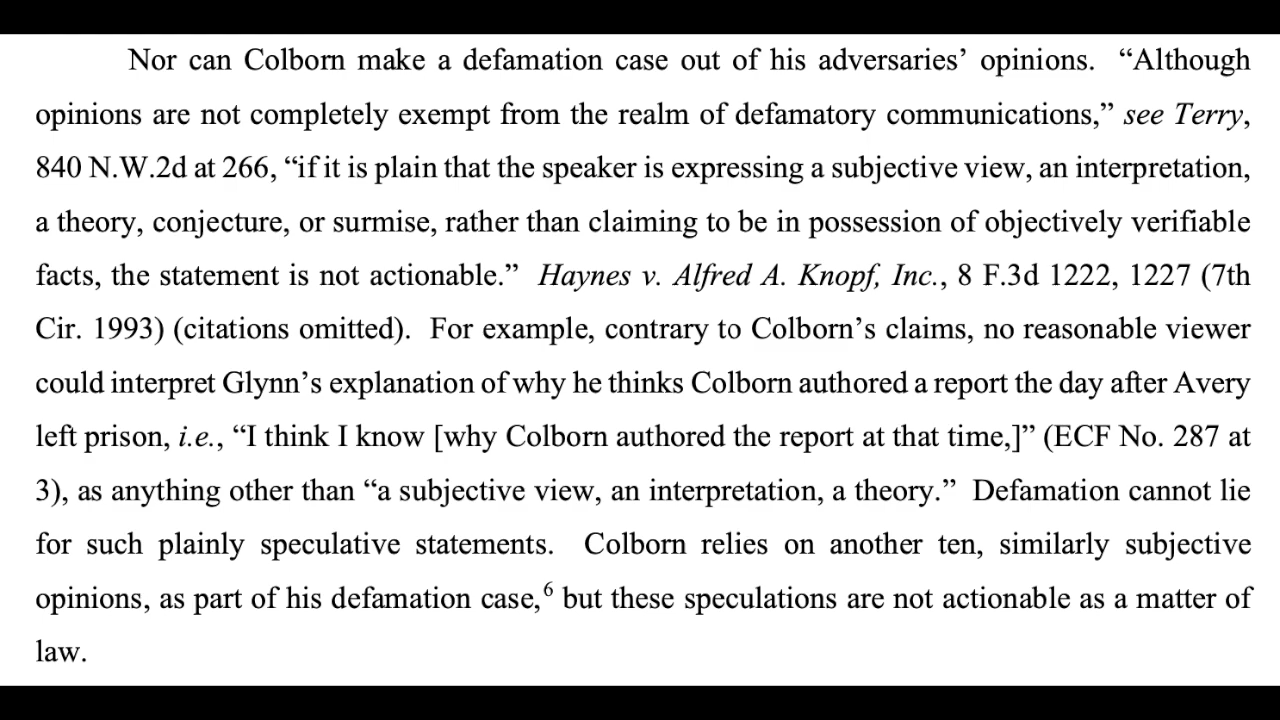 Nor can Colborn make a defamation case out of his adversaries’ opinions. “Although
opinions are not completely exempt from the realm of defamatory communications,” see Terry,
840 N.W.2d at 266, “if it is plain that the speaker is expressing a subjective view, an interpretation,
a theory, conjecture, or surmise, rather than claiming to be in possession of objectively verifiable
facts, the statement is not actionable.” Haynes v. Alfred A. Knopf, Inc., 8 F.3d 1222, 1227 (7th
Cir. 1993) (citations omitted). For example, contrary to Colborn’s claims, no reasonable viewer
could interpret Glynn’s explanation of why he thinks Colborn authored a report the day after Avery
left prison, i.e., “I think I know [why Colborn authored the report at that time,]” (ECF No. 287 at
3), as anything other than “a subjective view, an interpretation, a theory.” Defamation cannot lie
for such plainly speculative statements. Colborn relies on another ten, similarly subjective
opinions, as part of his defamation case,⁶ but these speculations are not actionable as a matter of
law.